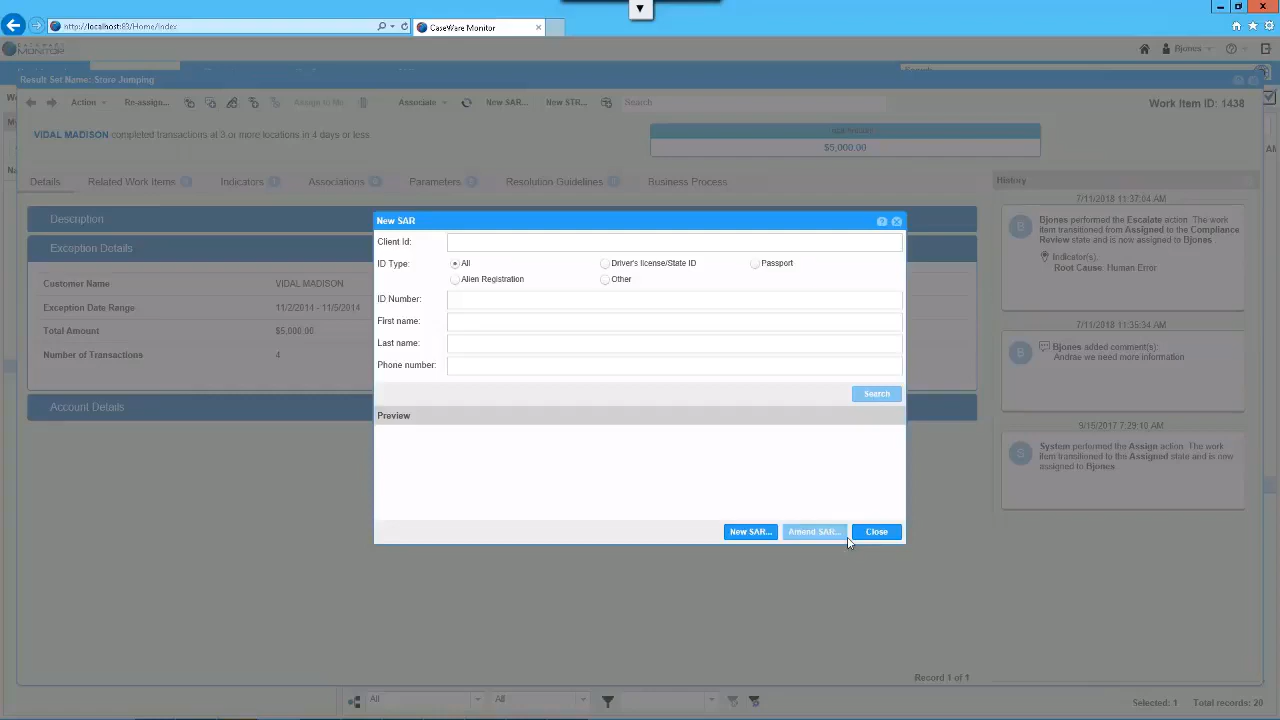 http://localhost:83/Home/Index
CaseWare Monitor
MONITOR
Bjones
Result Set Name: Store Jumping
Action
Re-assign...
Assign to Me
Associate
New SAR...
New STR...
Search
Work Item ID: 1438
VIDAL MADISON completed transactions at 3 or more locations in 4 days or less
$5,000.00
Details
Related Work Items
Indicators
Associations
Parameters
Resolution Guidelines
Business Process
History
Description
Exception Details
Customer Name VIDAL MADISON
Exception Date Range 11/2/2014 - 11/5/2014
Total Amount $5,000.00
Number of Transactions 4
Account Details
New SAR
Client Id:
ID Type:
All
Driver's license/State ID
Passport
Alien Registration
Other
ID Number:
First name:
Last name:
Phone number:
Search
Preview
New SAR...
Amend SAR...
Close
7/11/2018 11:37:04 AM
B
Bjones performed the Escalate action. The work
item transitioned from Assigned to the Compliance
Review state and is now assigned to Bjones
Indicator(s):
Root Cause: Human Error
7/11/2018 11:35:34 AM
B
Bjones added comment(s):
Andrae we need more information
9/15/2017 7:29:10 AM
S
System performed the Assign action. The work
item transitioned to the Assigned state and is now
assigned to Bjones
Record 1 of 1
All
All
Selected: 1
Total records: 20